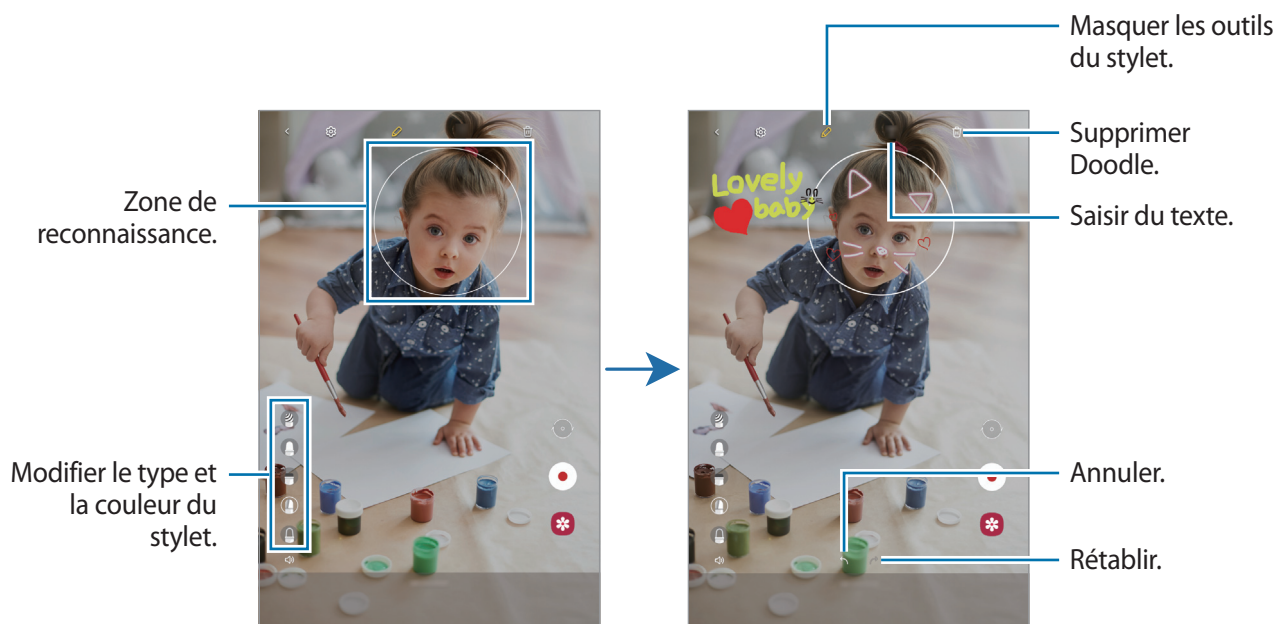 Masquer les outils
du stylet.
Supprimer
Doodle.
Zone de
reconnaissance.
Lovely
baby
Saisir du texte.
Modifier le type et
la couleur du
stylet.
Annuler.
Rétablir.